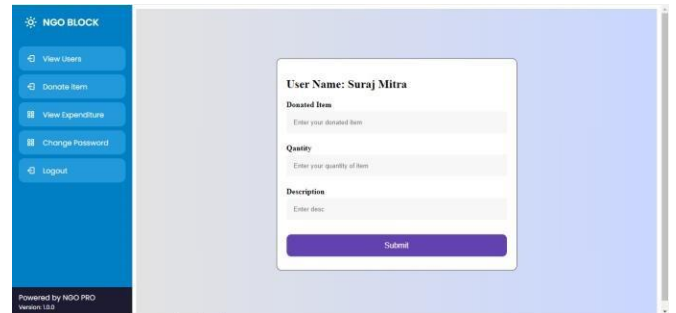 NGO BLOCK
View Users
Donate Item
View Expenditure
Change Password
Logout
Powered by NGO PRO
Version: 1.0.0
User Name: Suraj Mitra
Donated Item
Enter your donated item
Qantity
Enter your quantity of item
Description
Enter desc
Submit